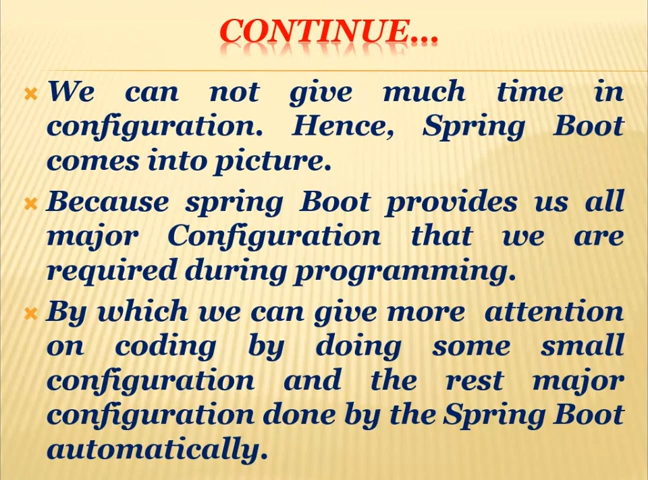 CONTINUE...
We can not give much time in
configuration. Hence, Spring Boot
comes into picture.
Because spring Boot provides us all
major Configuration that we are
required during programming.
By which we can give more attention
on coding by doing some small
configuration and the rest major
configuration done by the Spring Boot
automatically.